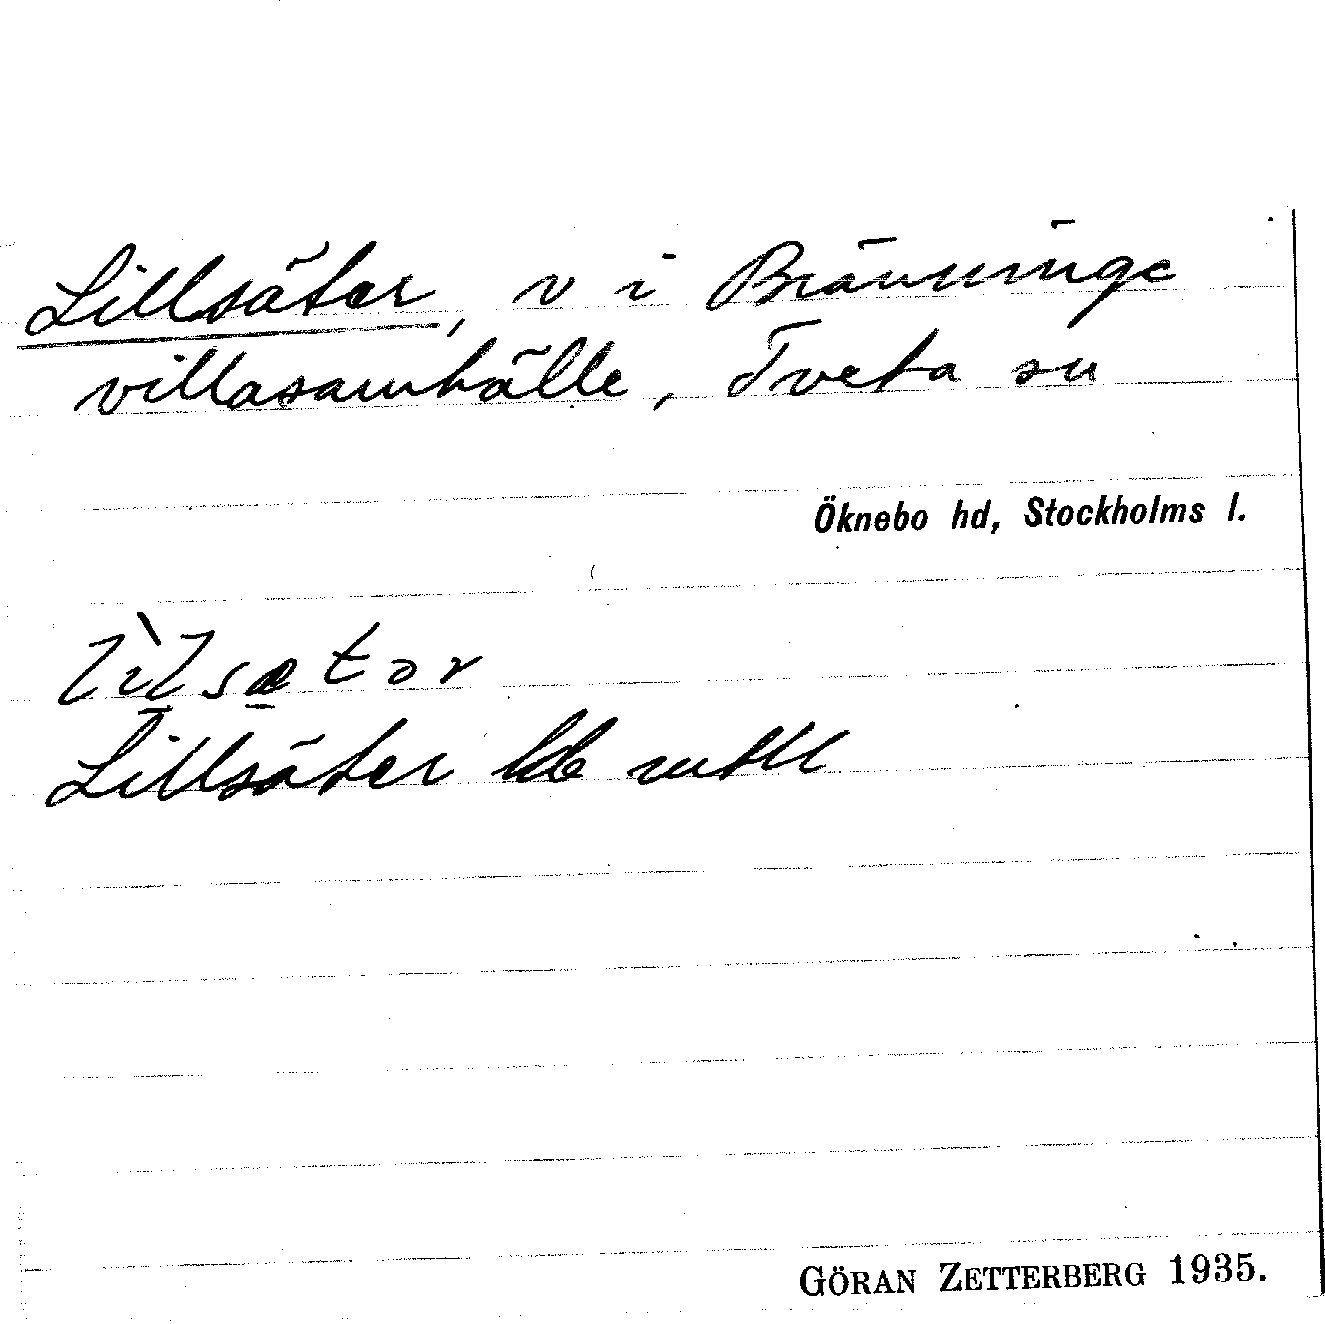 Lillsäter, v i Bränninge
villasamhälle, Tveta sn
Öknebo hd, Stockholms l.
Lillsäter
GÖRAN ZETTERBERG 1935.